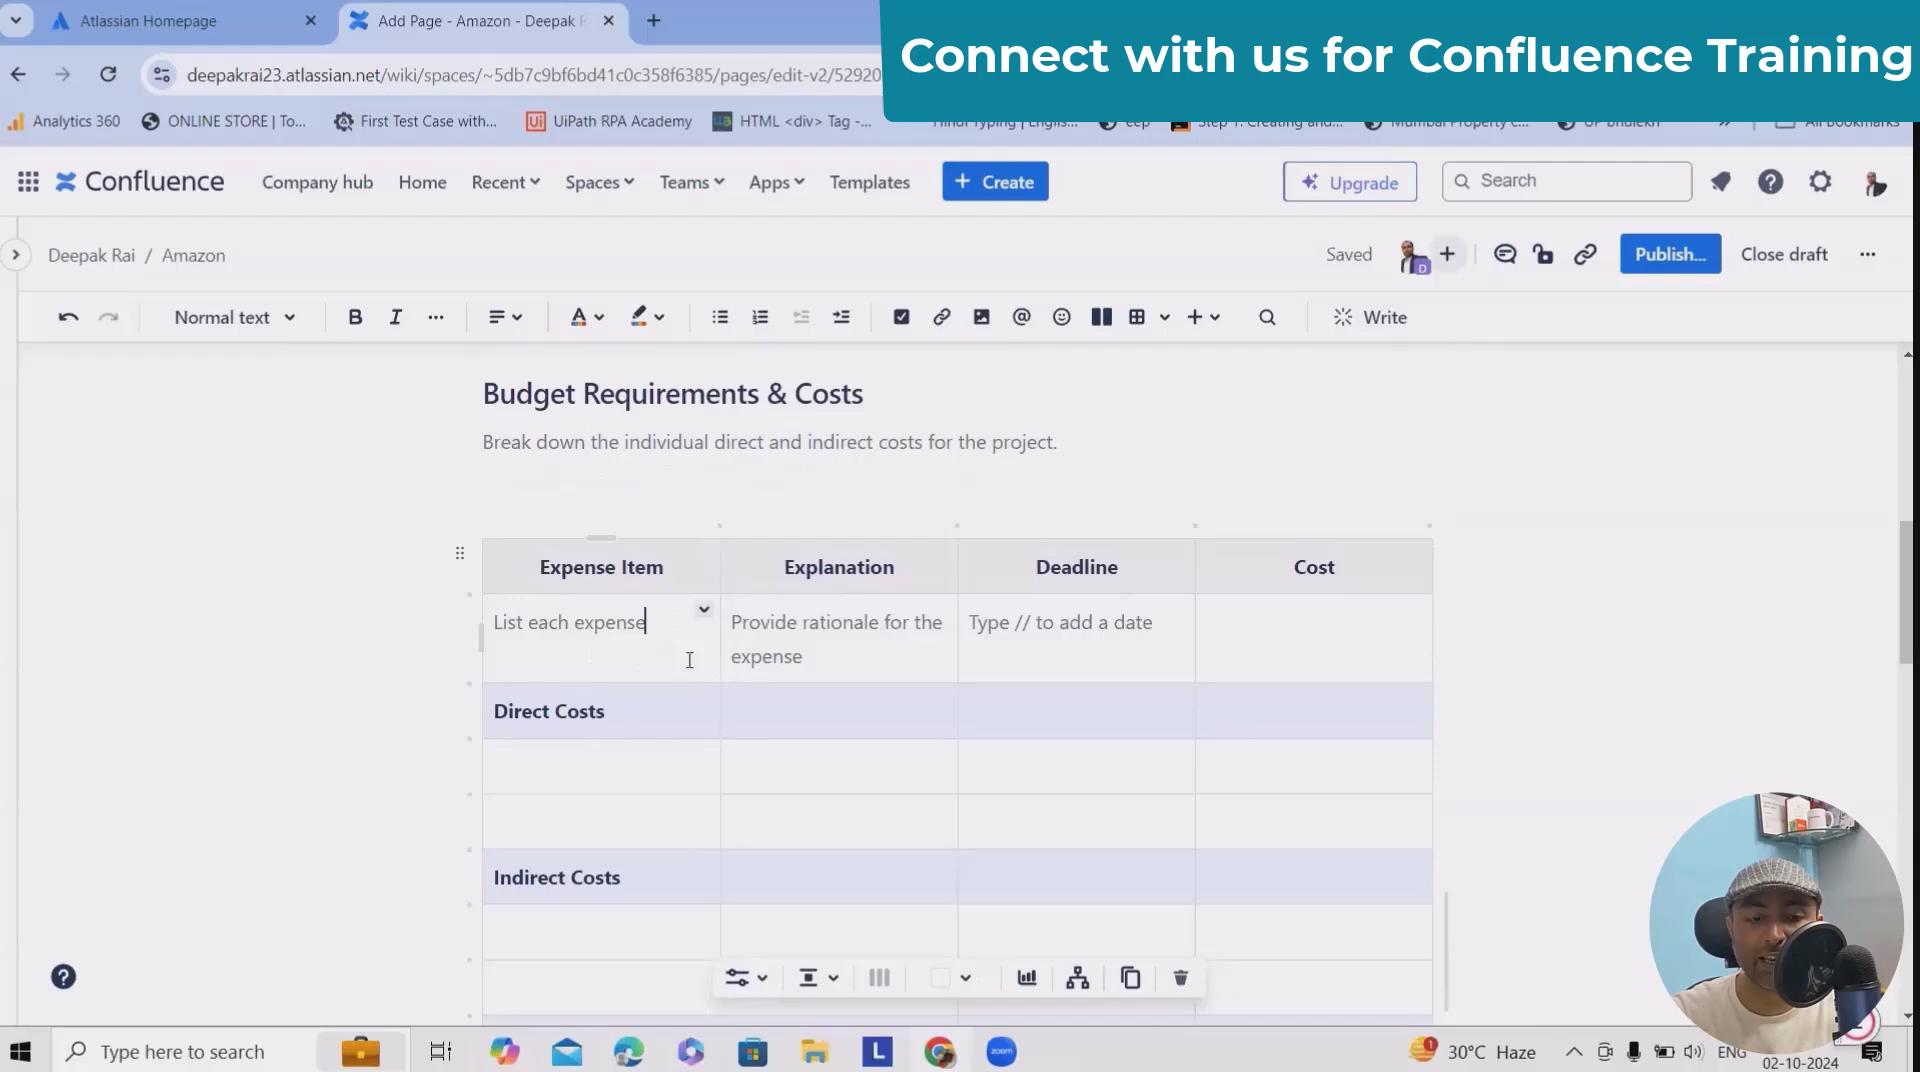 Atlassian Homepage
Add Page - Amazon - Deepak
Connect with us for Confluence Training
deepakrai23.atlassian.net/wiki/spaces/~5db7c9bf6bd41c0c358f6385/pages/edit-v2/52920
Analytics 360
ONLINE STORE | To...
First Test Case with...
UiPath RPA Academy
HTML <div> Tag -...
Confluence
Company hub
Home
Recent
Spaces
Teams
Apps
Templates
+ Create
Upgrade
Search
Deepak Rai / Amazon
Saved
D
Publish...
Close draft
Normal text
B
I
A
Write
Budget Requirements & Costs
Break down the individual direct and indirect costs for the project.
Expense Item
Explanation
Deadline
Cost
List each expense
Provide rationale for the
expense
Type // to add a date
Direct Costs
Indirect Costs
Type here to search
L
zoom
1
30°C Haze
ENG
02-10-2024